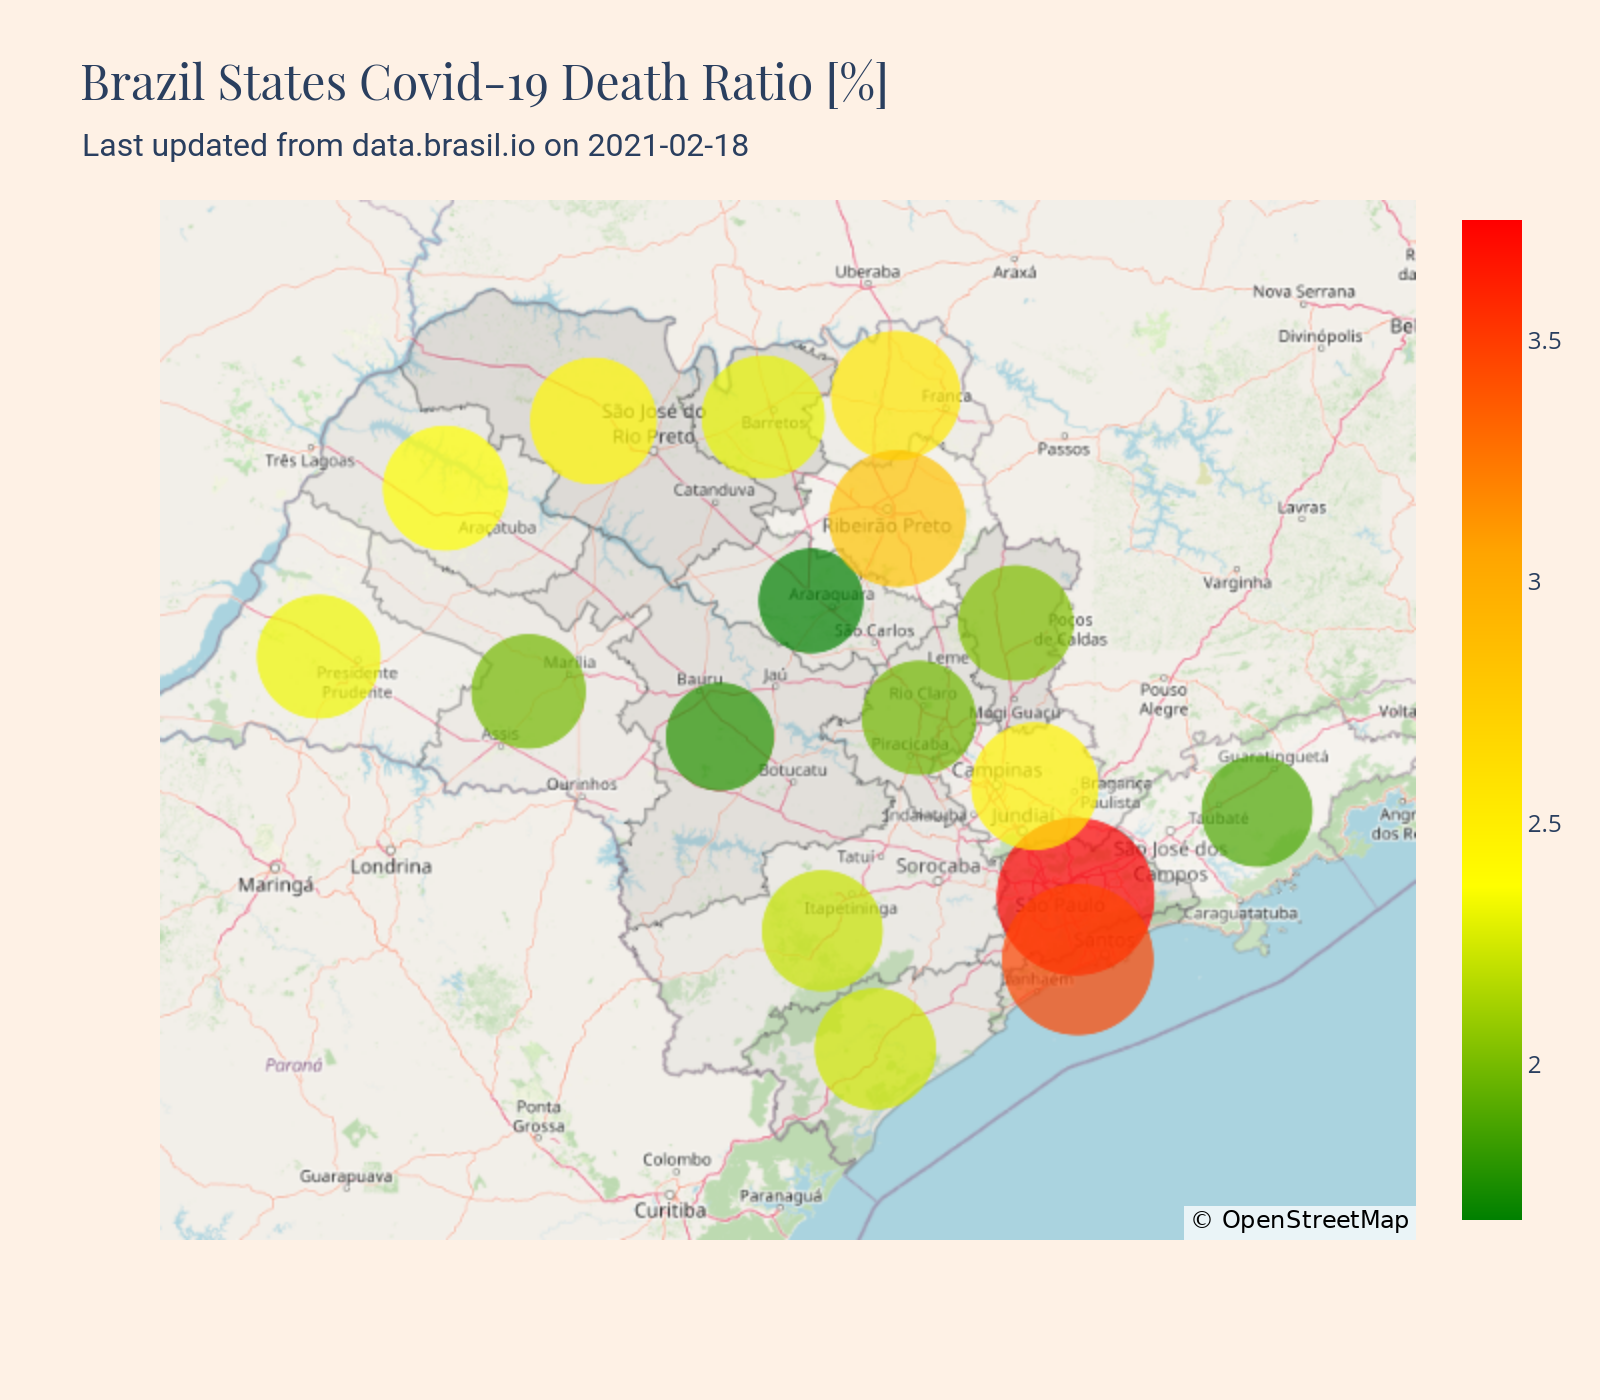 Brazil States Covid-19 Death Ratio [%]
Last updated from data.brasil.io on 2021-02-18
Uberaba
Araxá
Nova Serrana
Divinópolis
3.5
Franca
São José do
Rio Preto
Barretos
Passos
Três Lagoas
Catanduva
Lavras
Araçatuba
Ribeirão Preto
Varginha
3
Araraquara
São Carlos
Poços
de Caldas
Leme
Marília
Presidente
Prudente
Bauru
Jaú
Rio Claro
Pouso
Alegre
Mogi Guaçu
Volta
Assis
Piracicaba
Guaratinguetá
Campinas
Botucatu
Ourinhos
Bragança
Paulista
Indaiatuba
Jundiaí
Taubaté
2.5
Angr
dos Re
Tatuí
Sorocaba
São José dos
Campos
Londrina
Maringá
Itapetininga
São Paulo
Caraguatatuba
Santos
Paraná
2
Ponta
Grossa
Colombo
Guarapuava
Paranaguá
Curitiba
© OpenStreetMap